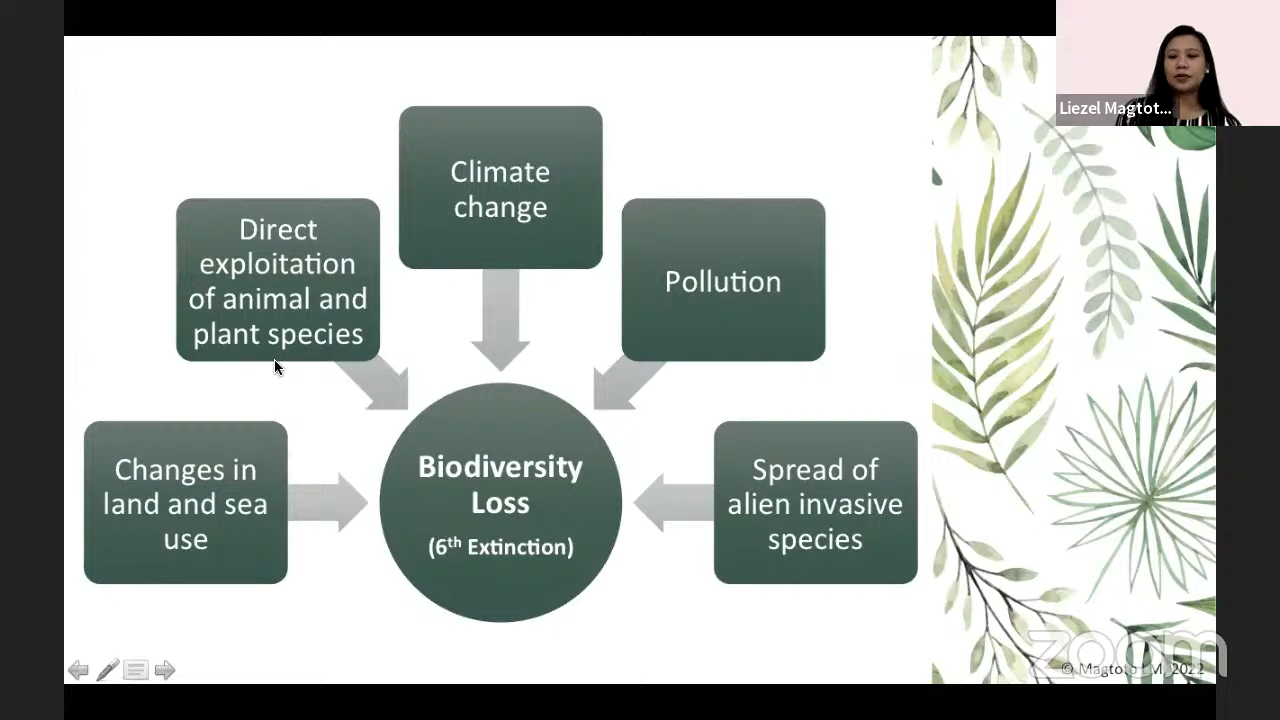 Liezel Magtot...
Climate
change
Direct
exploitation
of animal and
plant species
Pollution
Changes in
land and sea
use
Biodiversity
Loss
(6th Extinction)
Spread of
alien invasive
species
zoom
© Magtoto LM, 2022